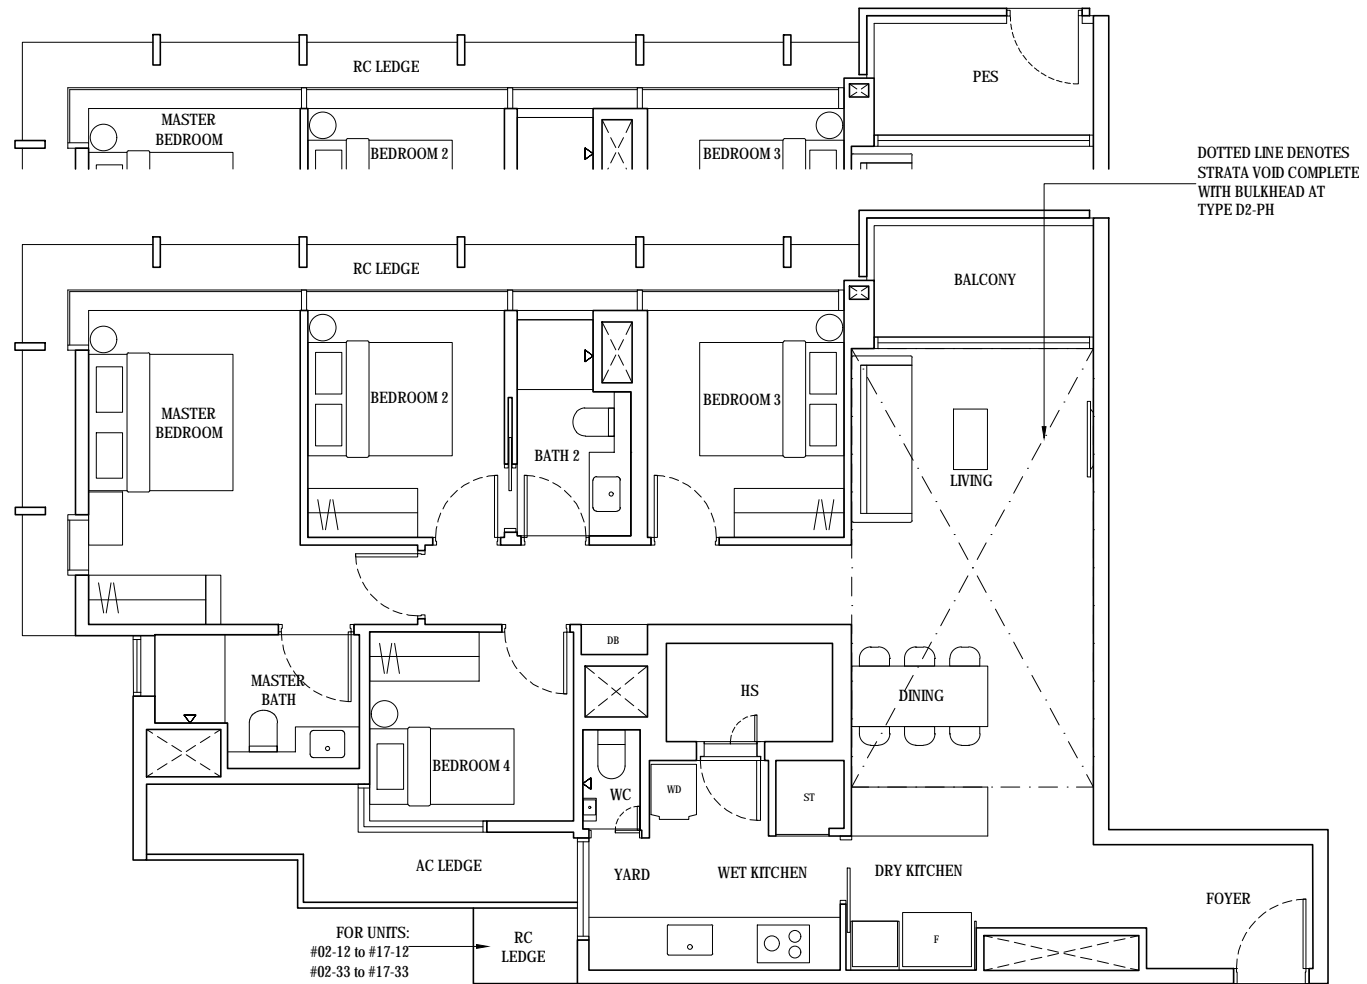 RC LEDGE
PES
MASTER
BEDROOM
BEDROOM 2
BEDROOM 3
DOTTED LINE DENOTES
STRATA VOID COMPLETE
WITH BULKHEAD AT
TYPE D2-PH
RC LEDGE
BALCONY
MASTER
BEDROOM
BEDROOM 2
BEDROOM 3
BATH 2
LIVING
DB
MASTER
BATH
HS
DINING
BEDROOM 4
WC
WD
ST
AC LEDGE
YARD
WET KITCHEN
DRY KITCHEN
FOYER
FOR UNITS:
#02-12 to #17-12
#02-33 to #17-33
RC
LEDGE
F